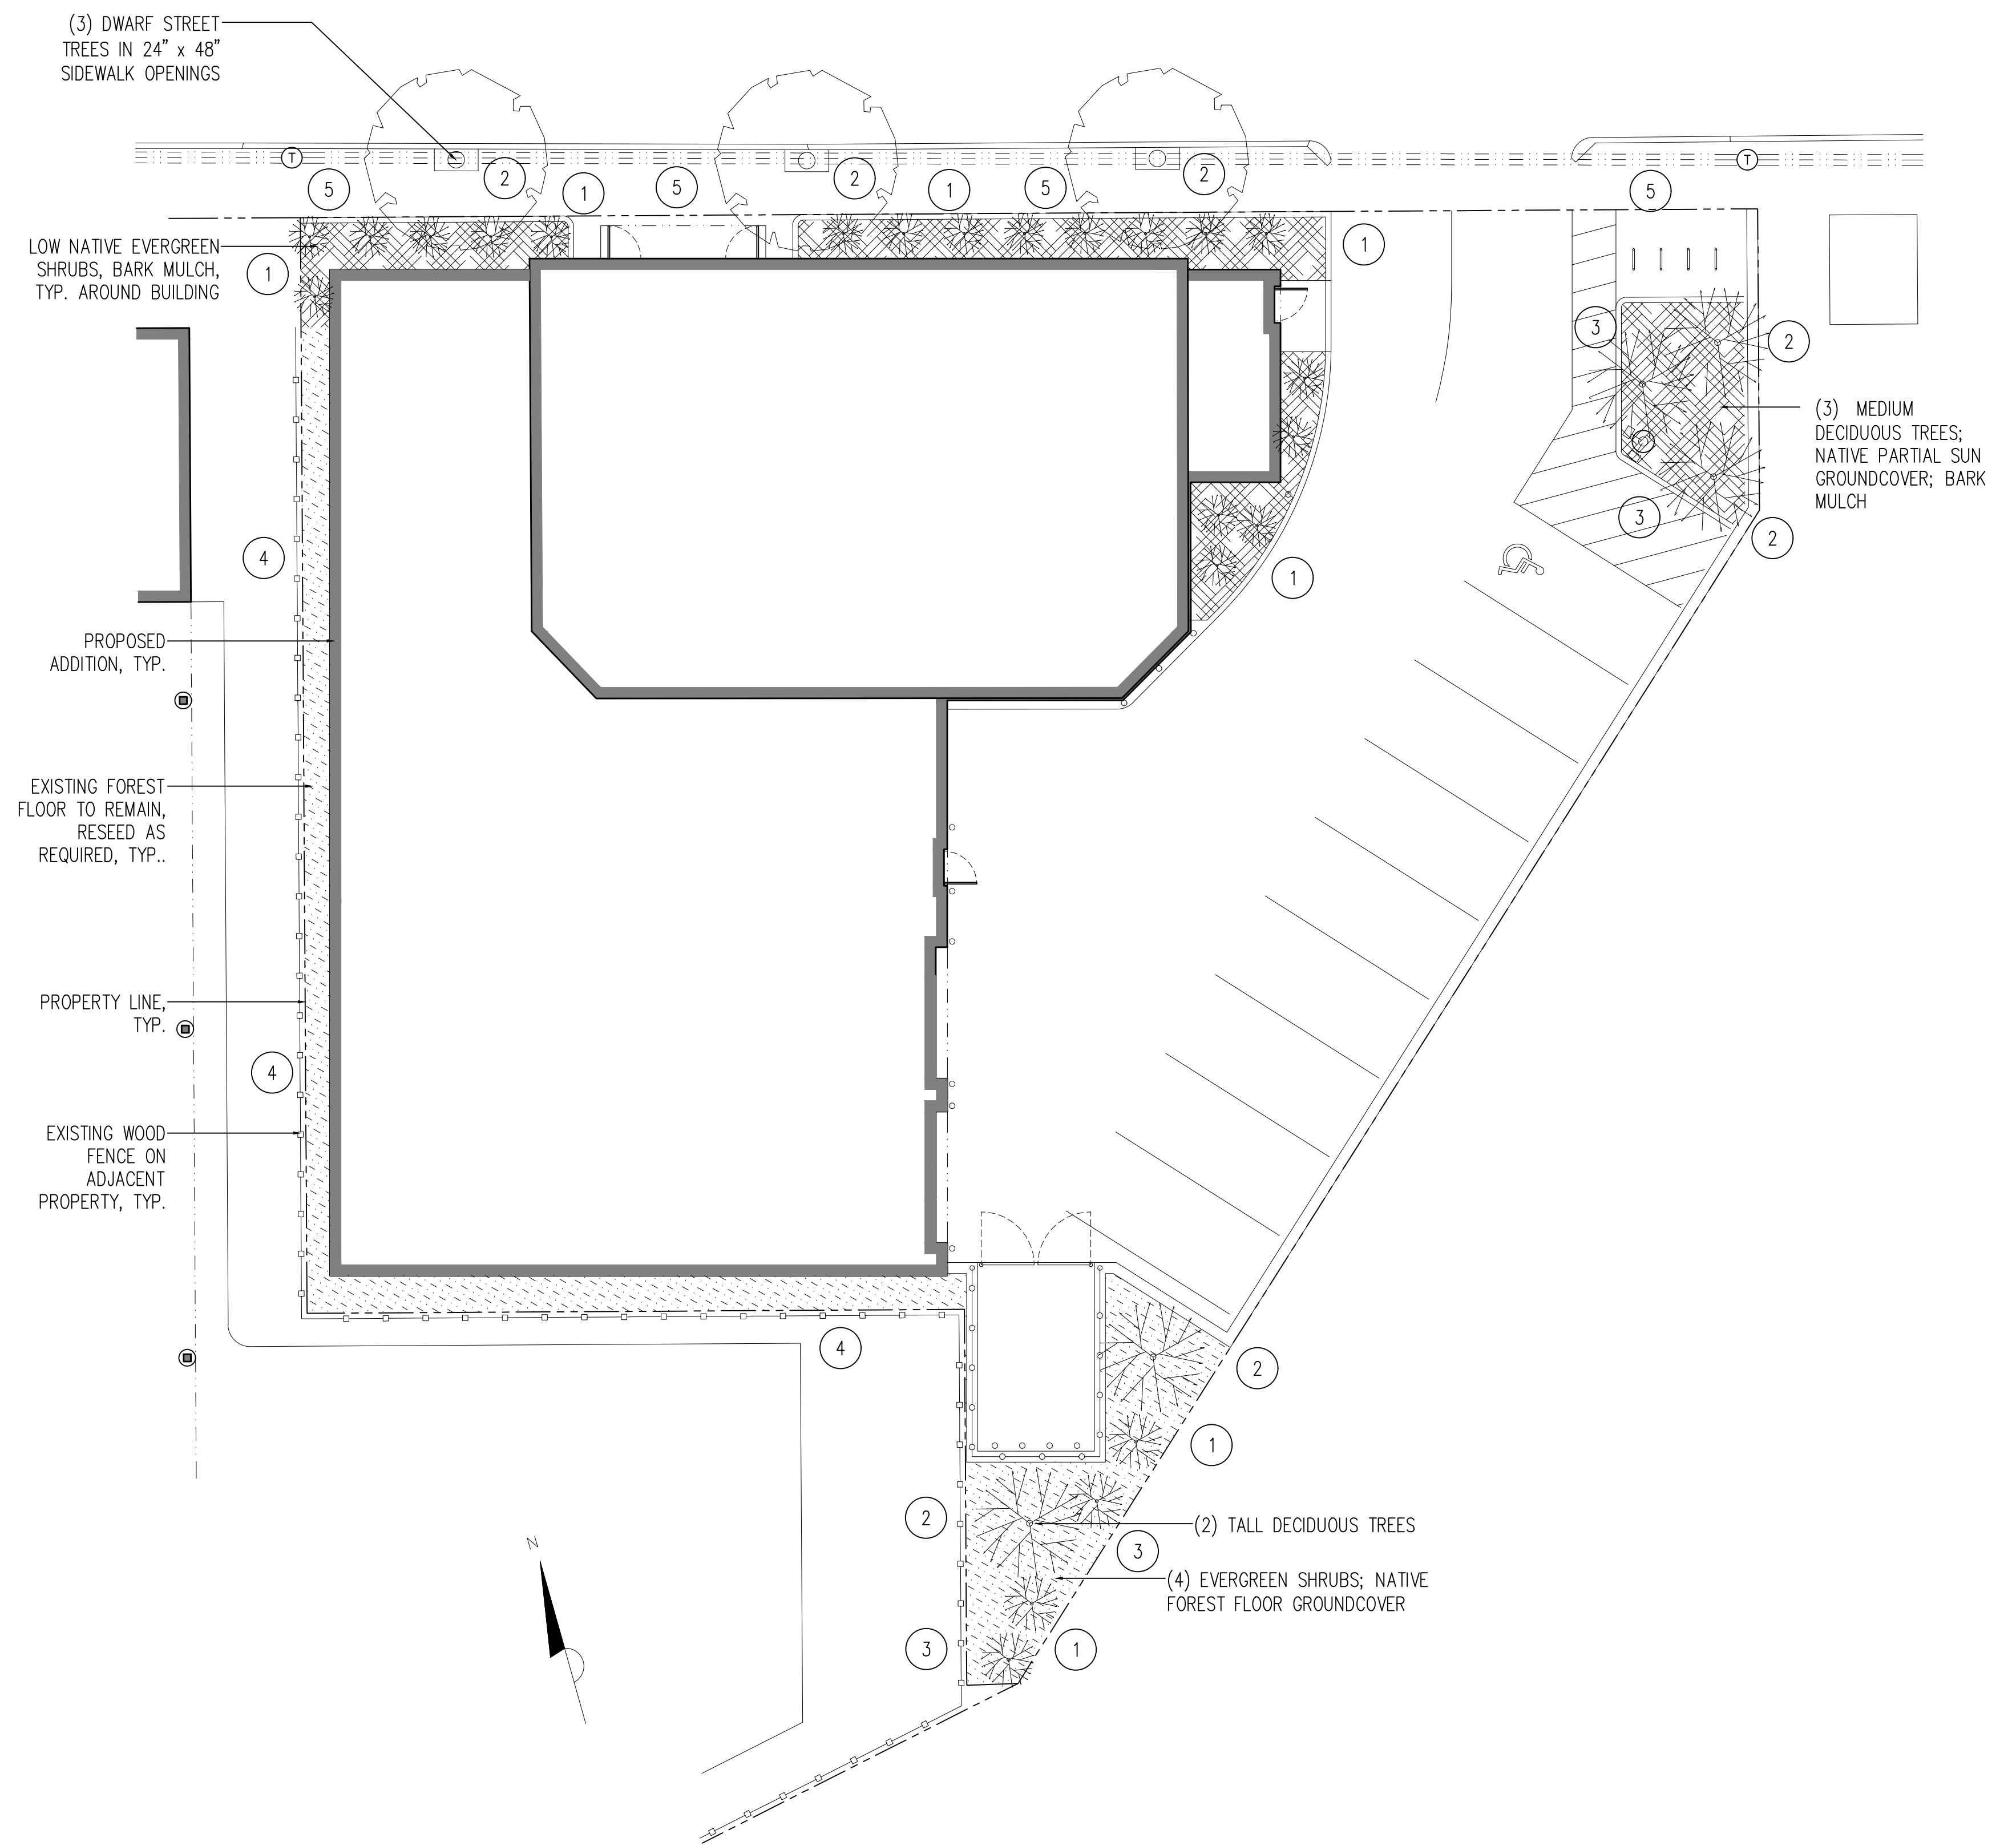 (3) DWARF STREET
TREES IN 24" x 48"
SIDEWALK OPENINGS
T
T
5
2
1
5
2
1
5
2
5
LOW NATIVE EVERGREEN
SHRUBS, BARK MULCH,
TYP. AROUND BUILDING
1
1
3
2
(3) MEDIUM
DECIDUOUS TREES;
NATIVE PARTIAL SUN
GROUNDCOVER; BARK
MULCH
3
2
4
1
PROPOSED
ADDITION, TYP.
EXISTING FOREST
FLOOR TO REMAIN,
RESEED AS
REQUIRED, TYP..
PROPERTY LINE,
TYP.
4
EXISTING WOOD
FENCE ON
ADJACENT
PROPERTY, TYP.
4
2
1
2
(2) TALL DECIDUOUS TREES
3
(4) EVERGREEN SHRUBS; NATIVE
FOREST FLOOR GROUNDCOVER
3
1
N